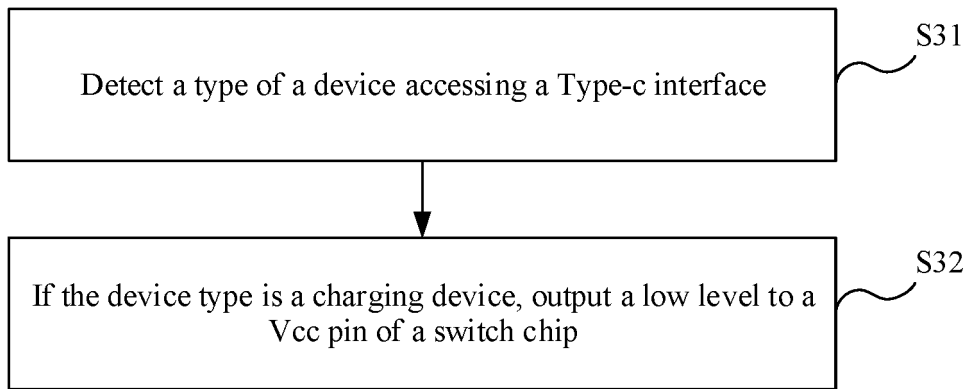 S31
Detect a type of a device accessing a Type-c interface
S32
If the device type is a charging device, output a low level to a
Vcc pin of a switch chip